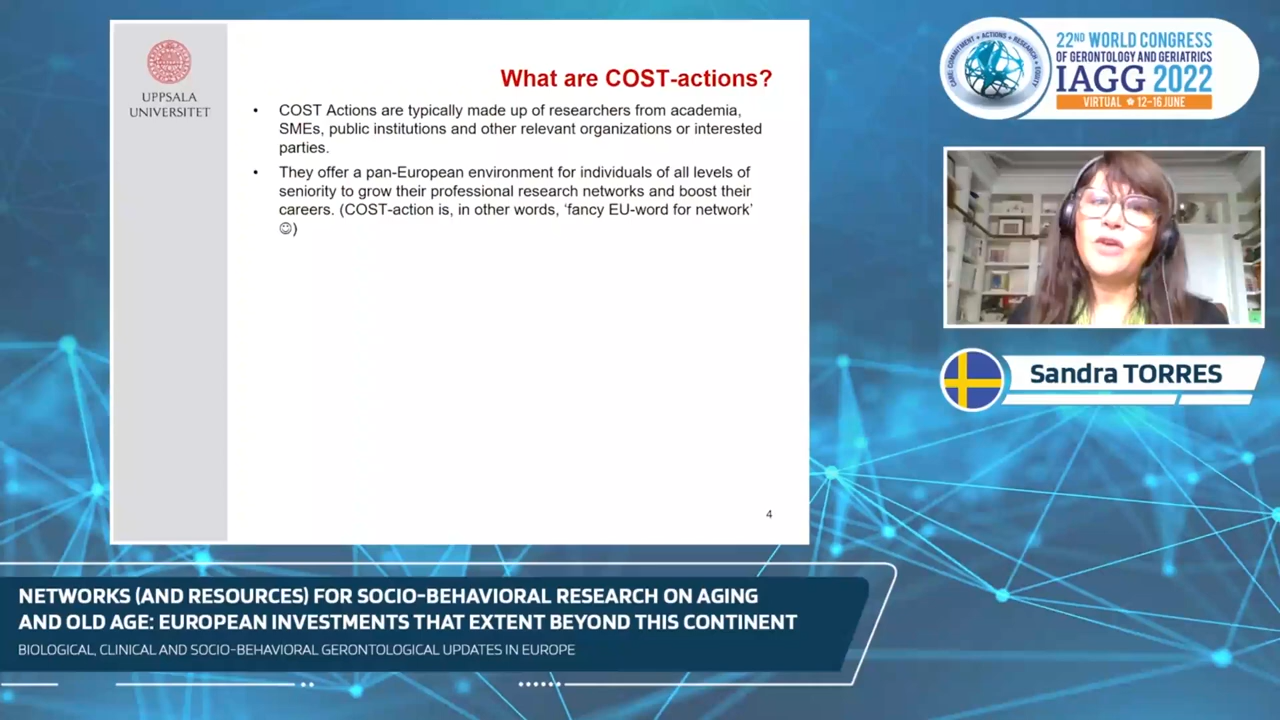 UPPSALA
UNIVERSITET
What are COST-actions?
• COST Actions are typically made up of researchers from academia,
SMEs, public institutions and other relevant organizations or interested
parties.
• They offer a pan-European environment for individuals of all levels of
seniority to grow their professional research networks and boost their
careers. (COST-action is, in other words, ‘fancy EU-word for network’
☺)
4
22ND WORLD CONGRESS
OF GERONTOLOGY AND GERIATRICS
IAGG 2022
VIRTUAL 12-16 JUNE
Sandra TORRES
NETWORKS (AND RESOURCES) FOR SOCIO-BEHAVIORAL RESEARCH ON AGING
AND OLD AGE: EUROPEAN INVESTMENTS THAT EXTENT BEYOND THIS CONTINENT
BIOLOGICAL, CLINICAL AND SOCIO-BEHAVIORAL GERONTOLOGICAL UPDATES IN EUROPE